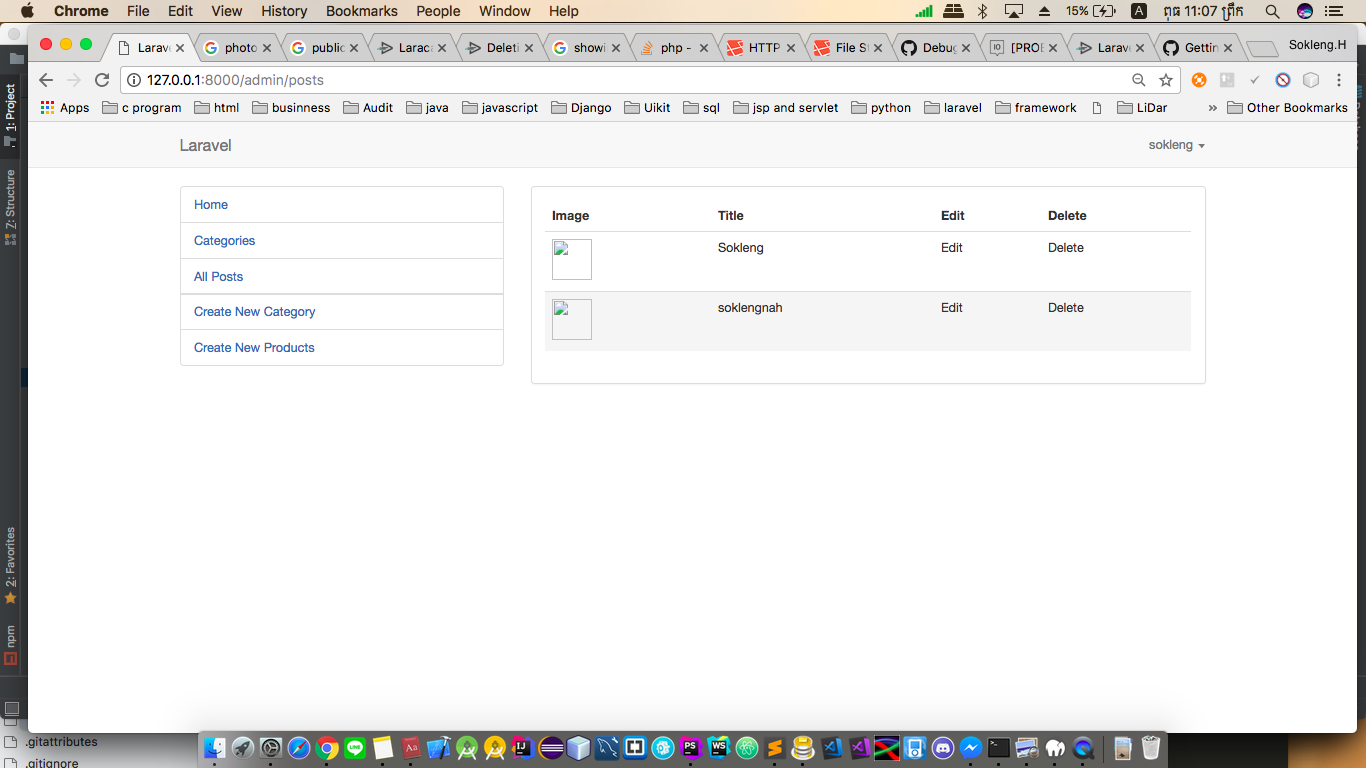 Chrome File Edit View History Bookmarks People Window Help 15% A ពុធ 11:07 ព្រឹក
Larave photo public Laraca Deleti showi php - HTTP File St Debug [PROE Larave Gettin Sokleng.H
127.0.0.1:8000/admin/posts
Apps c program html businness Audit java javascript Django Uikit sql jsp and servlet python laravel framework LiDar » Other Bookmarks
Laravel sokleng
1: Project
7: Structure
2: Favorites
npm
Home
Categories
All Posts
Create New Category
Create New Products
Image Title Edit Delete
Sokleng Edit Delete
soklengnah Edit Delete
.gitattributes
.gitignore